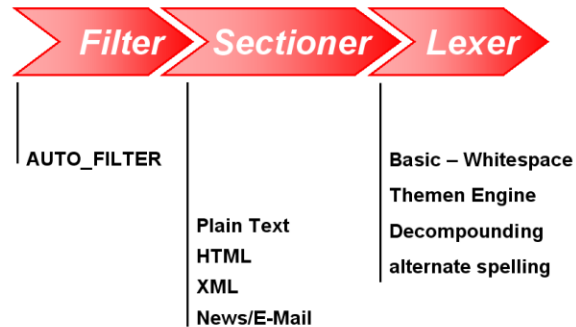 Filter Sectioner Lexer
AUTO_FILTER
Plain Text
HTML
XML
News/E-Mail
Basic – Whitespace
Themen Engine
Decompounding
alternate spelling